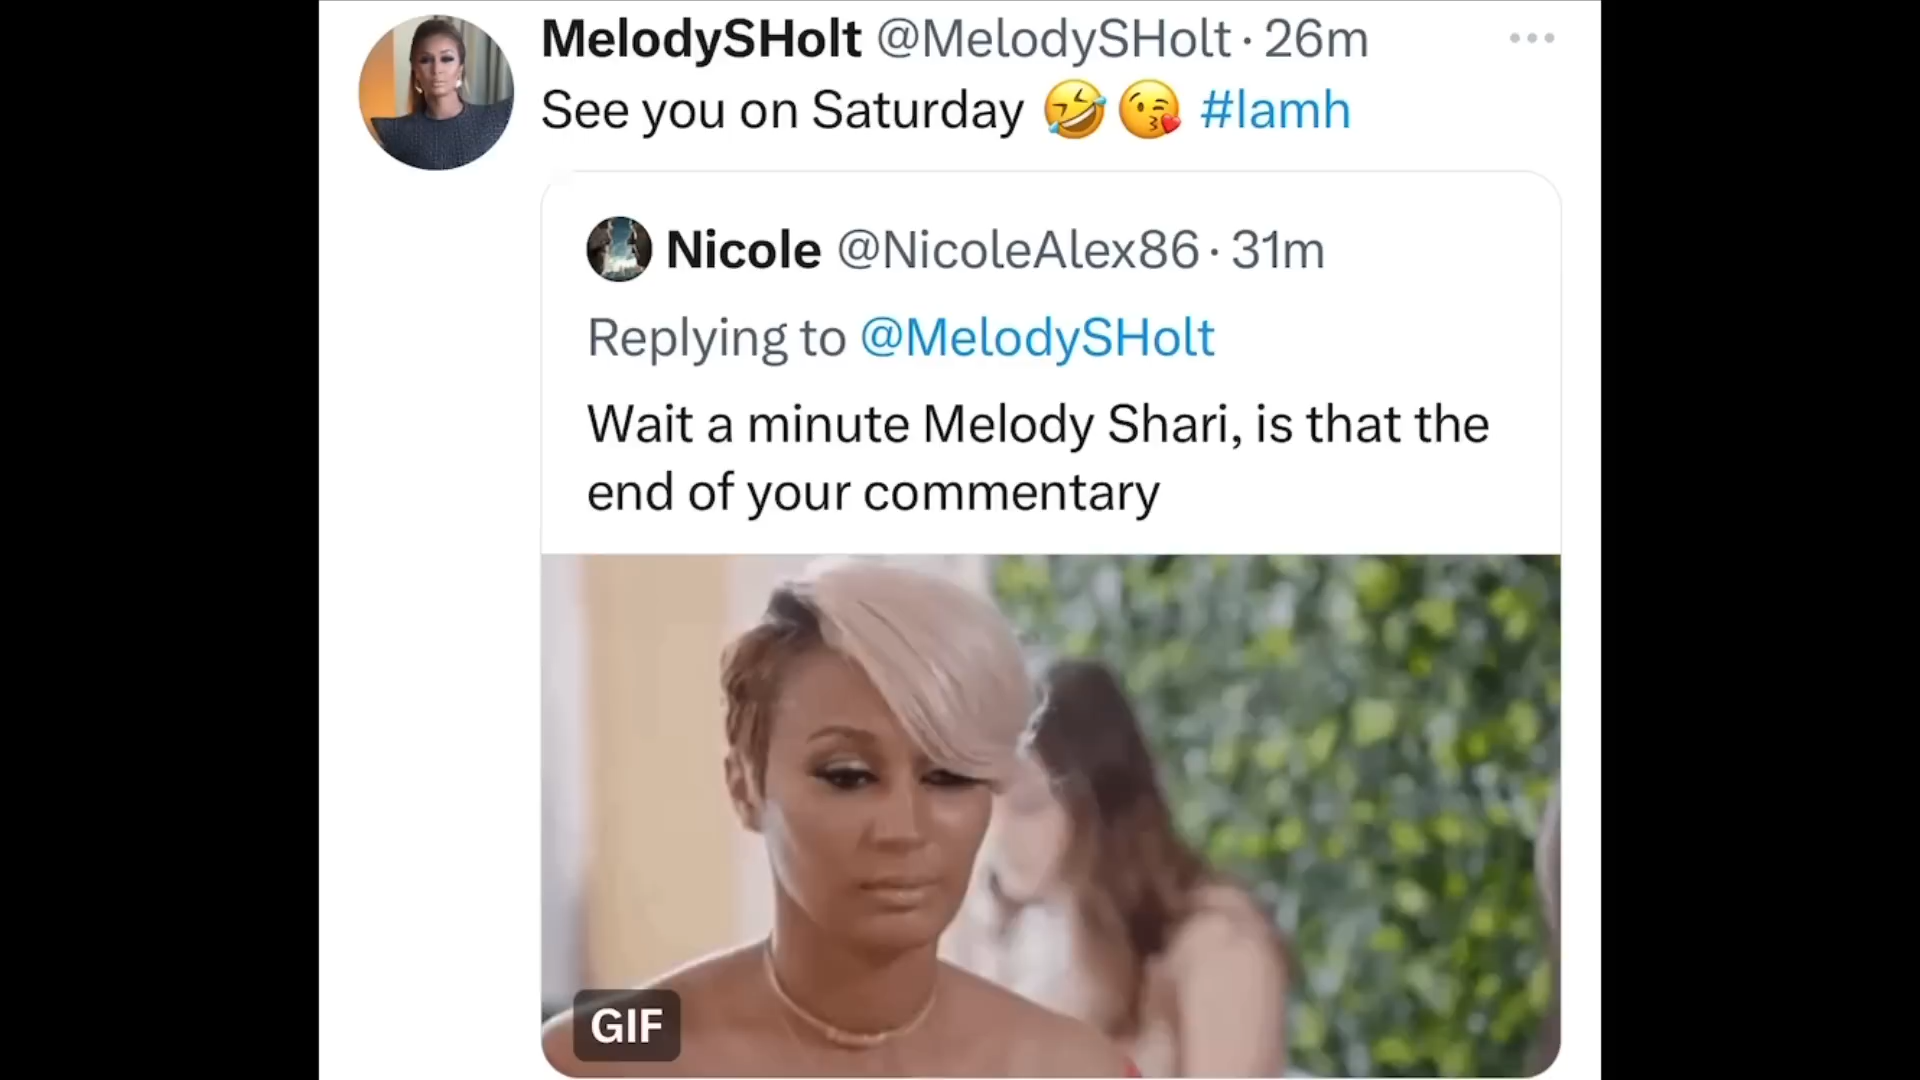 MelodySHolt @MelodySHolt · 26m
See you on Saturday 🤣😘 #lamh
Nicole @NicoleAlex86 · 31m
Replying to @MelodySHolt
Wait a minute Melody Shari, is that the
end of your commentary
GIF